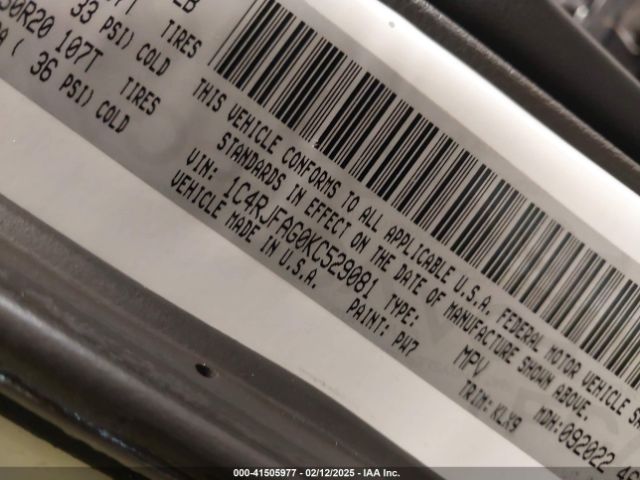 LB
50R20 107T TIRES
33 PSI) COLD
TIRES
( 36 PSI) COLD
THIS VEHICLE CONFORMS TO ALL APPLICABLE U.S.A. FEDERAL MOTOR VEHICLE
STANDARDS IN EFFECT ON THE DATE OF MANUFACTURE SHOWN ABOVE.
VIN: 1C4RJFAG0KC529081 TYPE: MPV MDH:092022
VEHICLE MADE IN U.S.A. PAINT: PW7 TRIM: KLX9
000-41505977 - 02/12/2025 - IAA Inc.